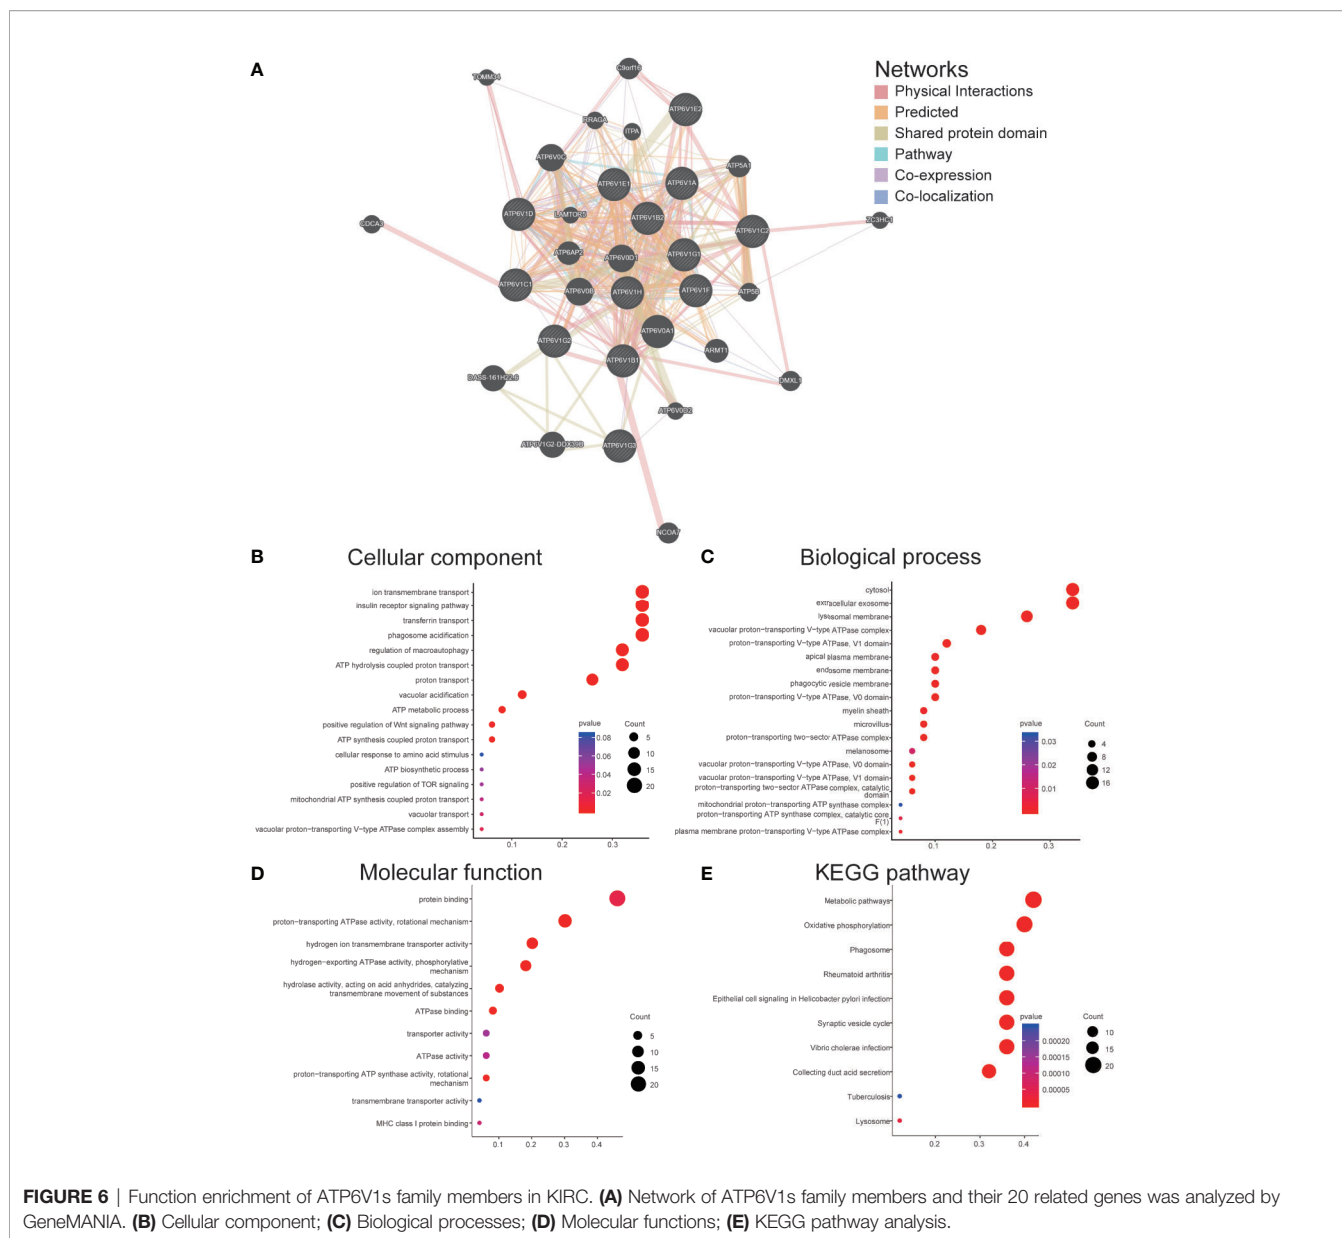 A
TOMM34
C9orf16
Networks
Physical Interactions
Predicted
Shared protein domain
Pathway
Co-expression
Co-localization
ATP6V1E2
RRAGA
ITPA
ATP6V0C
ATP5A1
ATP6V1E1
ATP6V1A
ATP6V1D
LAMTOR5
ATP6V1B2
CDCA3
ZC3HC1
ATP6V1C2
ATP6AP2
ATP6V0D1
ATP6V1G1
ATP6V1C1
ATP6V0B
ATP6V1H
ATP6V1F
ATP5B
ATP6V1G2
ATP6V0A1
ARMT1
ATP6V1B1
DMXL1
ATP6V0D2
ATP6V1G2-DDX39B
ATP6V1G3
NCOA7
B
Cellular component
ion transmembrane transport
insulin receptor signaling pathway
transferrin transport
phagosome acidification
regulation of macroautophagy
ATP hydrolysis coupled proton transport
proton transport
vacuolar acidification
ATP metabolic process
positive regulation of Wnt signaling pathway
ATP synthesis coupled proton transport
cellular response to amino acid stimulus
ATP biosynthetic process
positive regulation of TOR signaling
mitochondrial ATP synthesis coupled proton transport
vacuolar transport
vacuolar proton-transporting V-type ATPase complex assembly
0.1 0.2 0.3
pvalue
0.08
0.06
0.04
0.02
Count
5
10
15
20
C
Biological process
cytosol
extracellular exosome
lysosomal membrane
vacuolar proton-transporting V-type ATPase complex
proton-transporting V-type ATPase, V1 domain
apical plasma membrane
endosome membrane
phagocytic vesicle membrane
proton-transporting V-type ATPase, V0 domain
myelin sheath
microvillus
proton-transporting two-sector ATPase complex
melanosome
vacuolar proton-transporting V-type ATPase, V0 domain
vacuolar proton-transporting V-type ATPase, V1 domain
proton-transporting two-sector ATPase complex, catalytic
domain
mitochondrial proton-transporting ATP synthase complex
proton-transporting ATP synthase complex, catalytic core
F(1)
plasma membrane proton-transporting V-type ATPase complex
0.1 0.2 0.3
pvalue
0.03
0.02
0.01
Count
4
8
12
16
D
Molecular function
protein binding
proton-transporting ATPase activity, rotational mechanism
hydrogen ion transmembrane transporter activity
hydrogen-exporting ATPase activity, phosphorylative
mechanism
hydrolase activity, acting on acid anhydrides, catalyzing
transmembrane movement of substances
ATPase binding
transporter activity
ATPase activity
proton-transporting ATP synthase activity, rotational
mechanism
transmembrane transporter activity
MHC class I protein binding
0.1 0.2 0.3 0.4
Count
5
10
15
20
E
KEGG pathway
Metabolic pathways
Oxidative phosphorylation
Phagosome
Rheumatoid arthritis
Epithelial cell signaling in Helicobacter pylori infection
Synaptic vesicle cycle
Vibrio cholerae infection
Collecting duct acid secretion
Tuberculosis
Lysosome
0.2 0.3 0.4
pvalue
0.00020
0.00015
0.00010
0.00005
Count
10
15
20
FIGURE 6 | Function enrichment of ATP6V1s family members in KIRC. (A) Network of ATP6V1s family members and their 20 related genes was analyzed by
GeneMANIA. (B) Cellular component; (C) Biological processes; (D) Molecular functions; (E) KEGG pathway analysis.